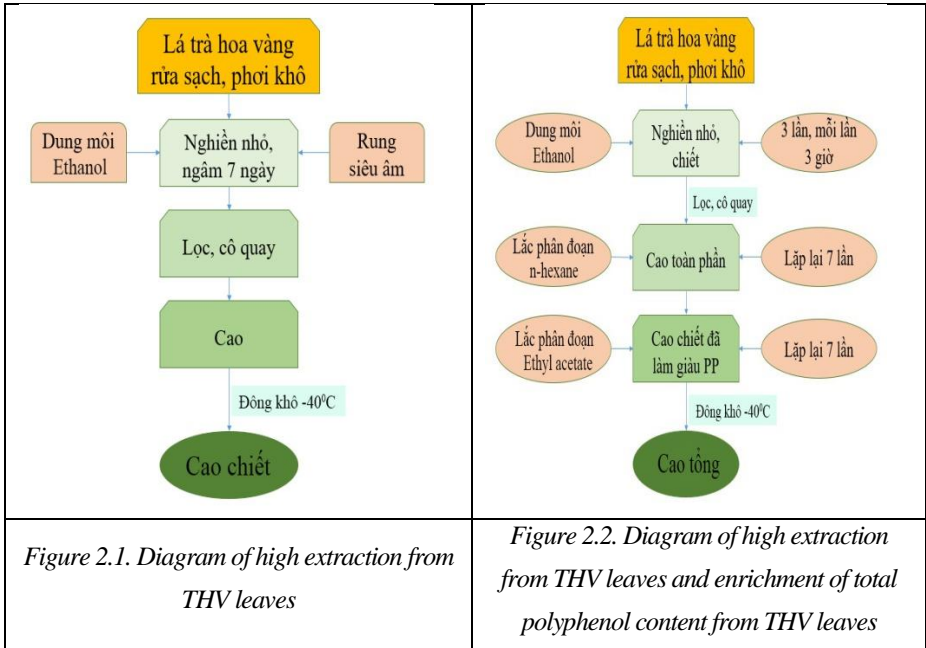 Lá trà hoa vàng
rửa sạch, phơi khô
Dung môi
Ethanol
Nghiền nhỏ,
ngâm 7 ngày
Rung
siêu âm
Lọc, cô quay
Cao
Đông khô -40⁰C
Cao chiết
Figure 2.1. Diagram of high extraction from
THV leaves
Lá trà hoa vàng
rửa sạch, phơi khô
Dung môi
Ethanol
Nghiền nhỏ,
chiết
3 lần, mỗi lần
3 giờ
Lọc, cô quay
Lắc phân đoạn
n-hexane
Cao toàn phần
Lặp lại 7 lần
Lắc phân đoạn
Ethyl acetate
Cao chiết đã
làm giàu PP
Lặp lại 7 lần
Đông khô -40⁰C
Cao tổng
Figure 2.2. Diagram of high extraction
from THV leaves and enrichment of total
polyphenol content from THV leaves